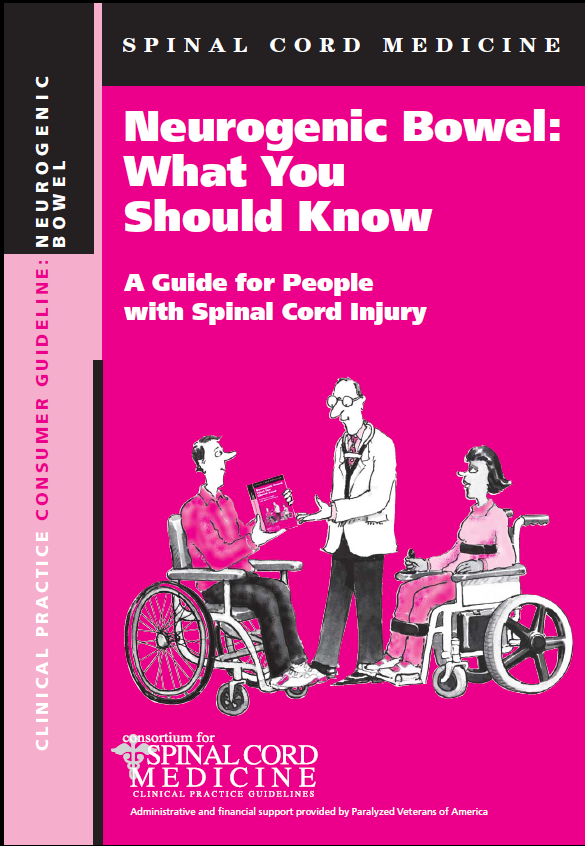 SPINAL CORD MEDICINE
Neurogenic Bowel:
What You
Should Know
A Guide for People
with Spinal Cord Injury
CLINICAL PRACTICE CONSUMER GUIDELINE: NEUROGENIC
BOWEL
consortium for
SPINAL CORD
MEDICINE
CLINICAL PRACTICE GUIDELINES
Administrative and financial support provided by Paralyzed Veterans of America